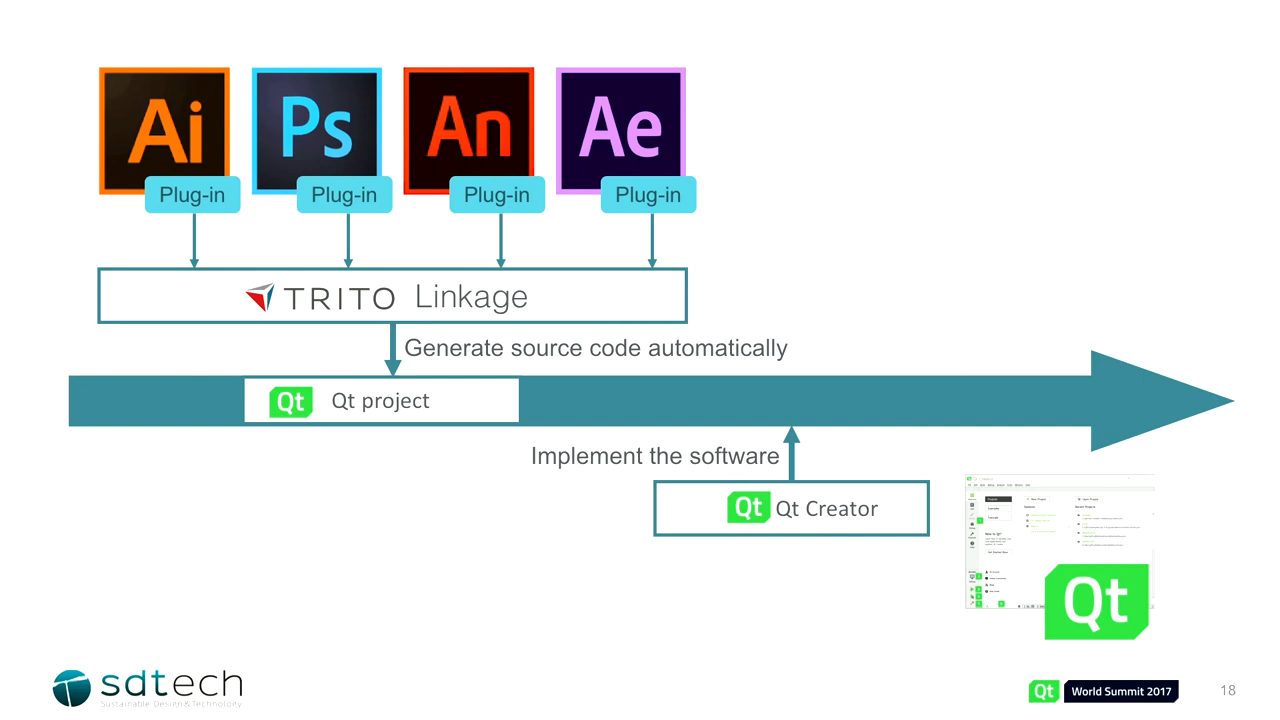 Ai Ps An Ae
Plug-in Plug-in Plug-in Plug-in
TRITO Linkage
Generate source code automatically
Qt Qt project
Implement the software
Qt Qt Creator
Qt
sdtech
Sustainable Design & Technology
Qt World Summit 2017
18